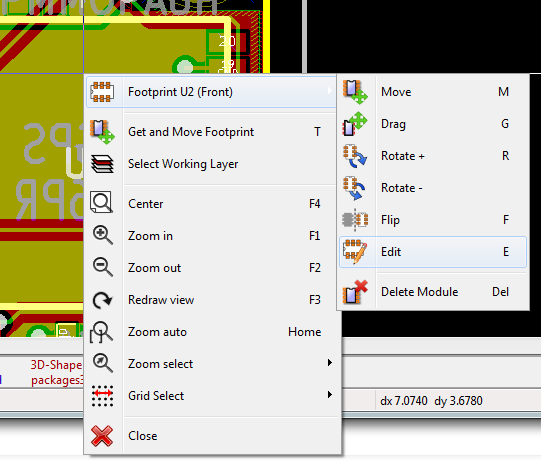 20
19
Footprint U2 (Front)
Get and Move Footprint T
Select Working Layer
Center F4
Zoom in F1
Zoom out F2
Redraw view F3
Zoom auto Home
Zoom select
Grid Select
Close
Move M
Drag G
Rotate + R
Rotate -
Flip F
Edit E
Delete Module Del
3D-Shape
packages3
dx 7.0740 dy 3.6780